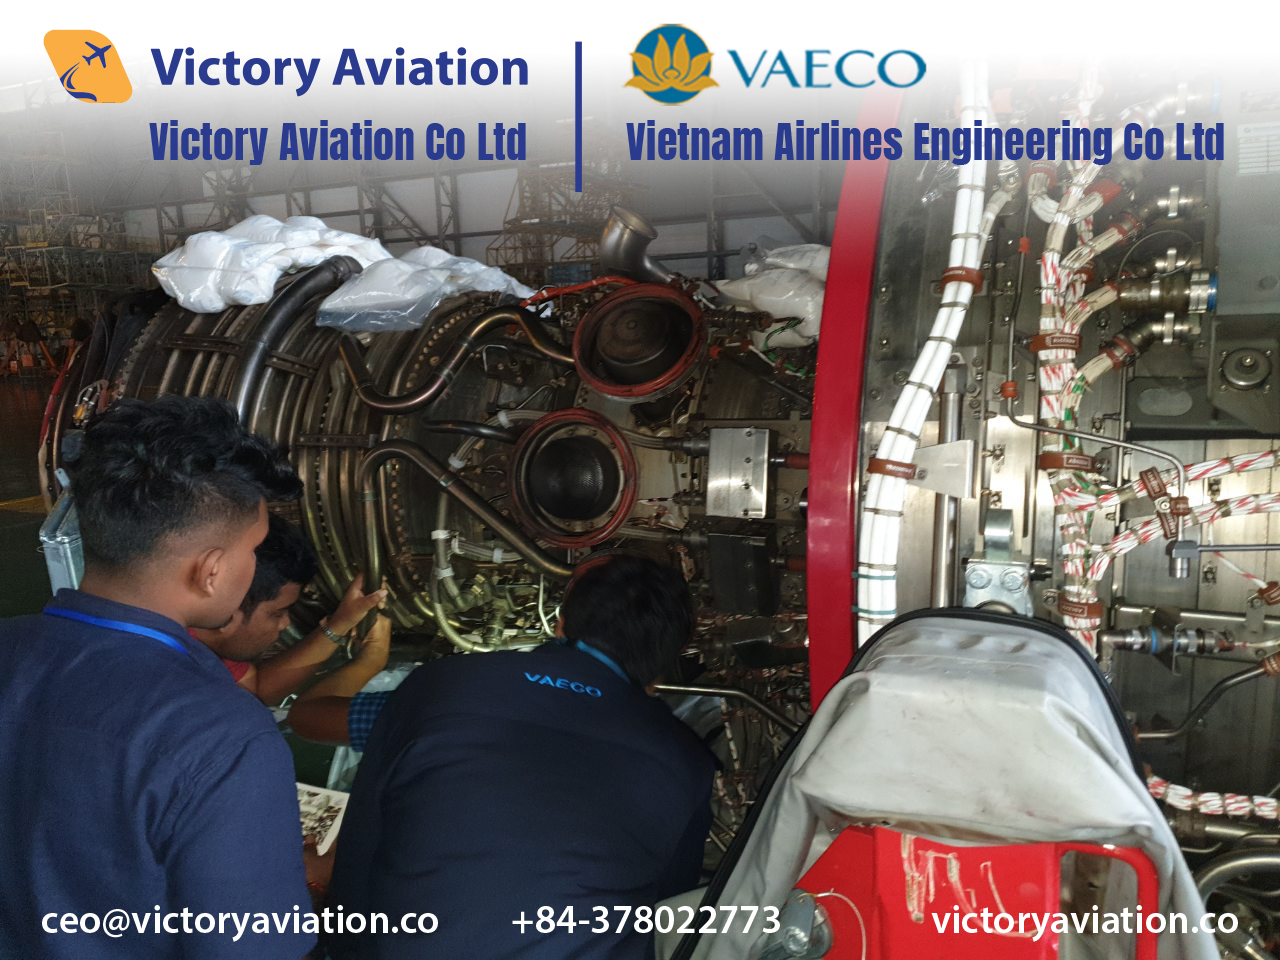 Victory Aviation
VAECO
Victory Aviation Co Ltd
Vietnam Airlines Engineering Co Ltd
VAECO
ceo@victoryaviation.co
+84-378022773
victoryaviation.co